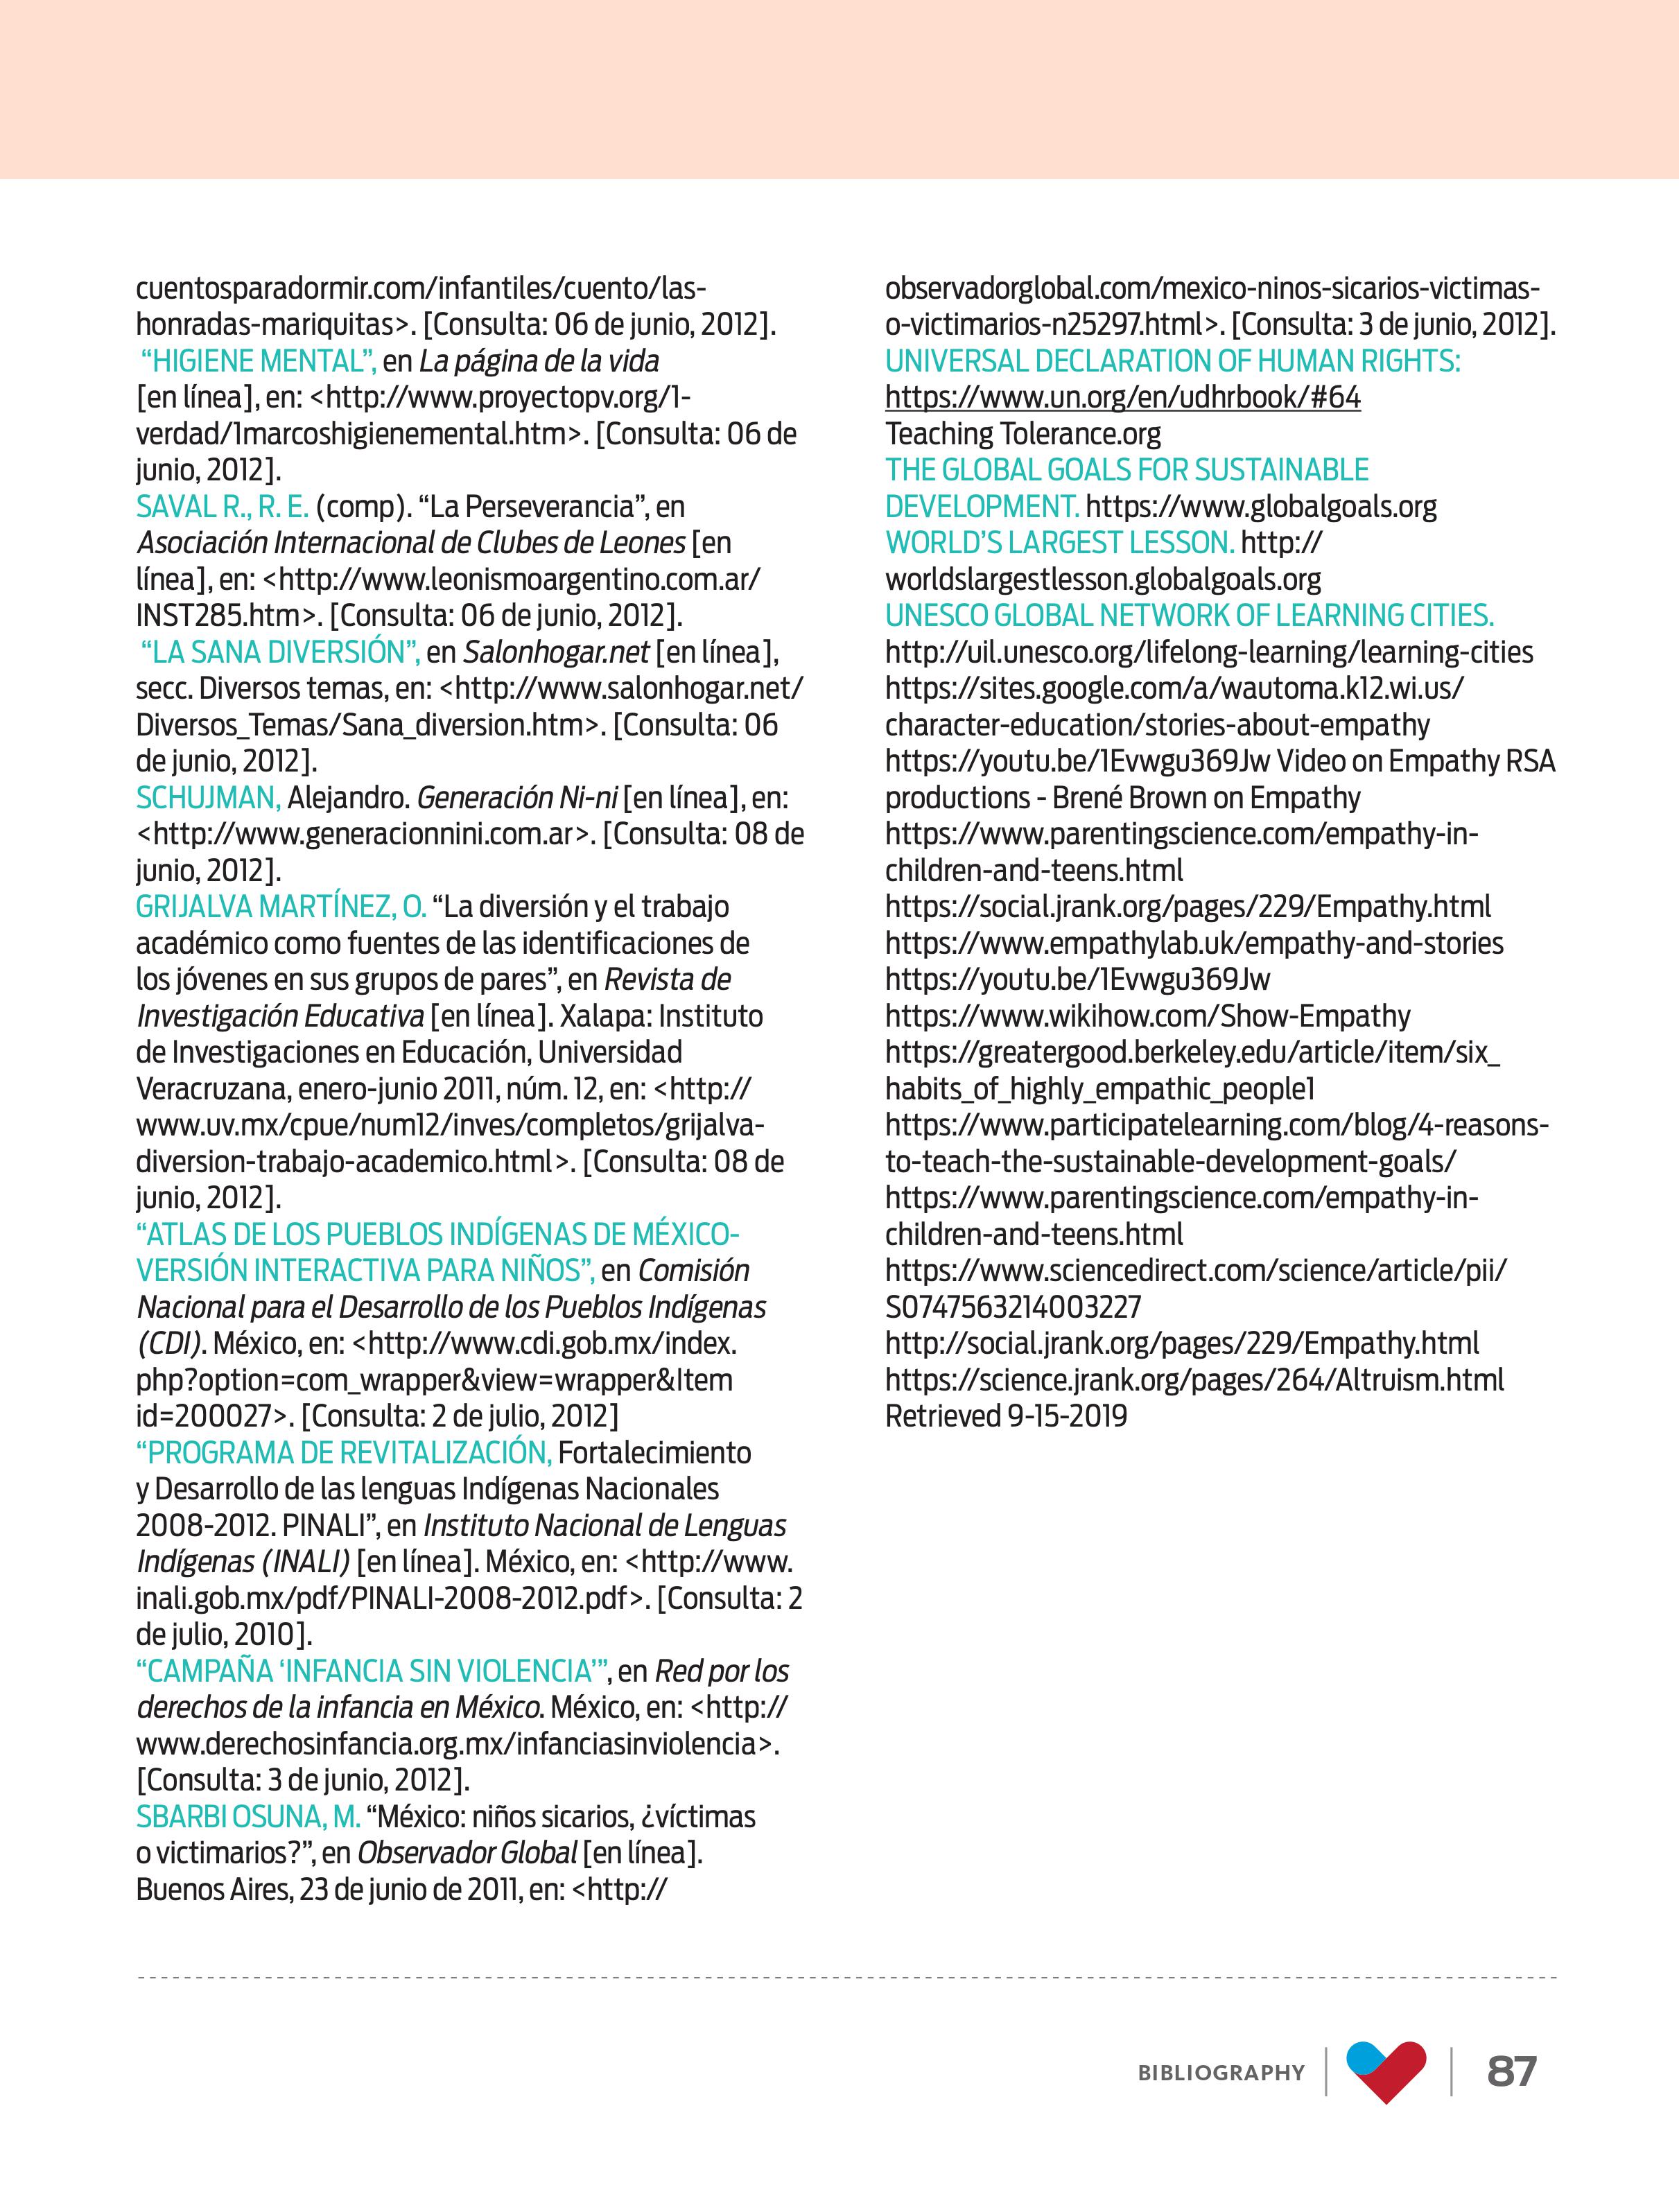 cuentosparadormir.com/infantiles/cuento/las-
honradas-mariquitas>. [Consulta: 06 de junio, 2012].
“HIGIENE MENTAL”, en La página de la vida
[en línea], en: <http://www.proyectopv.org/1-
verdad/1marcoshigienemental.htm>. [Consulta: 06 de
junio, 2012].
SAVAL R., R. E. (comp). “La Perseverancia”, en
Asociación Internacional de Clubes de Leones [en
línea], en: <http://www.leonismoargentino.com.ar/
INST285.htm>. [Consulta: 06 de junio, 2012].
“LA SANA DIVERSIÓN”, en Salonhogar.net [en línea],
secc. Diversos temas, en: <http://www.salonhogar.net/
Diversos_Temas/Sana_diversion.htm>. [Consulta: 06
de junio, 2012].
SCHUJMAN, Alejandro. Generación Ni-ni [en línea], en:
<http://www.generacionnini.com.ar>. [Consulta: 08 de
junio, 2012].
GRIJALVA MARTÍNEZ, O. “La diversión y el trabajo
académico como fuentes de las identificaciones de
los jóvenes en sus grupos de pares”, en Revista de
Investigación Educativa [en línea]. Xalapa: Instituto
de Investigaciones en Educación, Universidad
Veracruzana, enero-junio 2011, núm. 12, en: <http://
www.uv.mx/cpue/num12/inves/completos/grijalva-
diversion-trabajo-academico.html>. [Consulta: 08 de
junio, 2012].
“ATLAS DE LOS PUEBLOS INDÍGENAS DE MÉXICO-
VERSIÓN INTERACTIVA PARA NIÑOS”, en Comisión
Nacional para el Desarrollo de los Pueblos Indígenas
(CDI). México, en: <http://www.cdi.gob.mx/index.
php?option=com_wrapper&view=wrapper&Item
id=200027>. [Consulta: 2 de julio, 2012]
“PROGRAMA DE REVITALIZACIÓN, Fortalecimiento
y Desarrollo de las lenguas Indígenas Nacionales
2008-2012. PINALI”, en Instituto Nacional de Lenguas
Indígenas (INALI) [en línea]. México, en: <http://www.
inali.gob.mx/pdf/PINALI-2008-2012.pdf>. [Consulta: 2
de julio, 2010].
“CAMPAÑA ‘INFANCIA SIN VIOLENCIA’”, en Red por los
derechos de la infancia en México. México, en: <http://
www.derechosinfancia.org.mx/infanciasinviolencia>.
[Consulta: 3 de junio, 2012].
SBARBI OSUNA, M. “México: niños sicarios, ¿víctimas
o victimarios?”, en Observador Global [en línea].
Buenos Aires, 23 de junio de 2011, en: <http://
observadorglobal.com/mexico-ninos-sicarios-victimas-
o-victimarios-n25297.html>. [Consulta: 3 de junio, 2012].
UNIVERSAL DECLARATION OF HUMAN RIGHTS:
https://www.un.org/en/udhrbook/#64
Teaching Tolerance.org
THE GLOBAL GOALS FOR SUSTAINABLE
DEVELOPMENT. https://www.globalgoals.org
WORLD’S LARGEST LESSON. http://
worldslargestlesson.globalgoals.org
UNESCO GLOBAL NETWORK OF LEARNING CITIES.
http://uil.unesco.org/lifelong-learning/learning-cities
https://sites.google.com/a/wautoma.k12.wi.us/
character-education/stories-about-empathy
https://youtu.be/1Evwgu369Jw Video on Empathy RSA
productions - Brené Brown on Empathy
https://www.parentingscience.com/empathy-in-
children-and-teens.html
https://social.jrank.org/pages/229/Empathy.html
https://www.empathylab.uk/empathy-and-stories
https://youtu.be/1Evwgu369Jw
https://www.wikihow.com/Show-Empathy
https://greatergood.berkeley.edu/article/item/six_
habits_of_highly_empathic_people1
https://www.participatelearning.com/blog/4-reasons-
to-teach-the-sustainable-development-goals/
https://www.parentingscience.com/empathy-in-
children-and-teens.html
https://www.sciencedirect.com/science/article/pii/
S0747563214003227
http://social.jrank.org/pages/229/Empathy.html
https://science.jrank.org/pages/264/Altruism.html
Retrieved 9-15-2019
BIBLIOGRAPHY
87